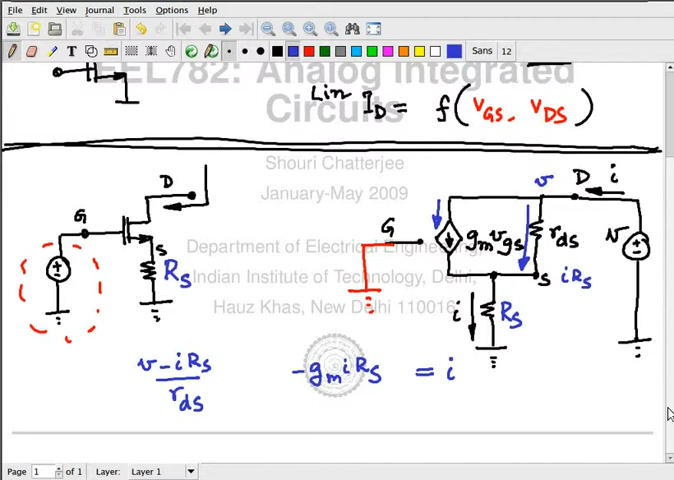 File Edit View Journal Tools Options Help
Sans 12
EEL782: Analog Integrated
Circuits
Lin I_D = f(V_GS, V_DS)
Shouri Chatterjee
January-May 2009
Department of Electrical Engineering
Indian Institute of Technology, Delhi,
Hauz Khas, New Delhi 110016
D
G
S
R_S
v
D
i
G
g_m v_gs
r_ds
v
S
iR_S
i
R_S
v - iR_S / r_ds - g_m iR_S = i
Page 1 of 1 Layer: Layer 1